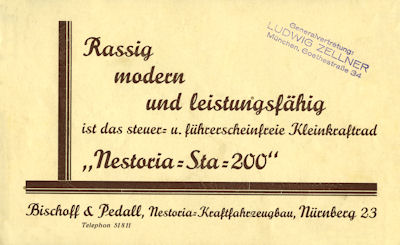 Generalvertretung:
LUDWIG ZELLNER
München, Goethestraße 34
Rassig
modern
und leistungsfähig
ist das steuer= u. führerscheinfreie Kleinkraftrad
„Nestoria=Sta=200“
Bischoff & Pedall, Nestoria=Kraftfahrzeugbau, Nürnberg 23
Telephon 51811